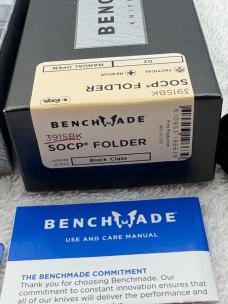 BENCHMADE
D2
MANUAL OPEN
TACTICAL
RESCUE
SOCP® FOLDER
391SBK
BENCHMADE
391SBK
SOCP® FOLDER
Black Class
BENCHMADE
USE AND CARE MANUAL
THE BENCHMADE COMMITMENT
Thank you for choosing Benchmade. Our
commitment to constant innovation ensures that
all of our knives will deliver the performance and